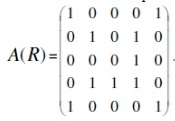 A(R) =
1 0 0 0 1
0 1 0 1 0
0 0 0 1 0
0 1 1 1 0
1 0 0 0 1
.